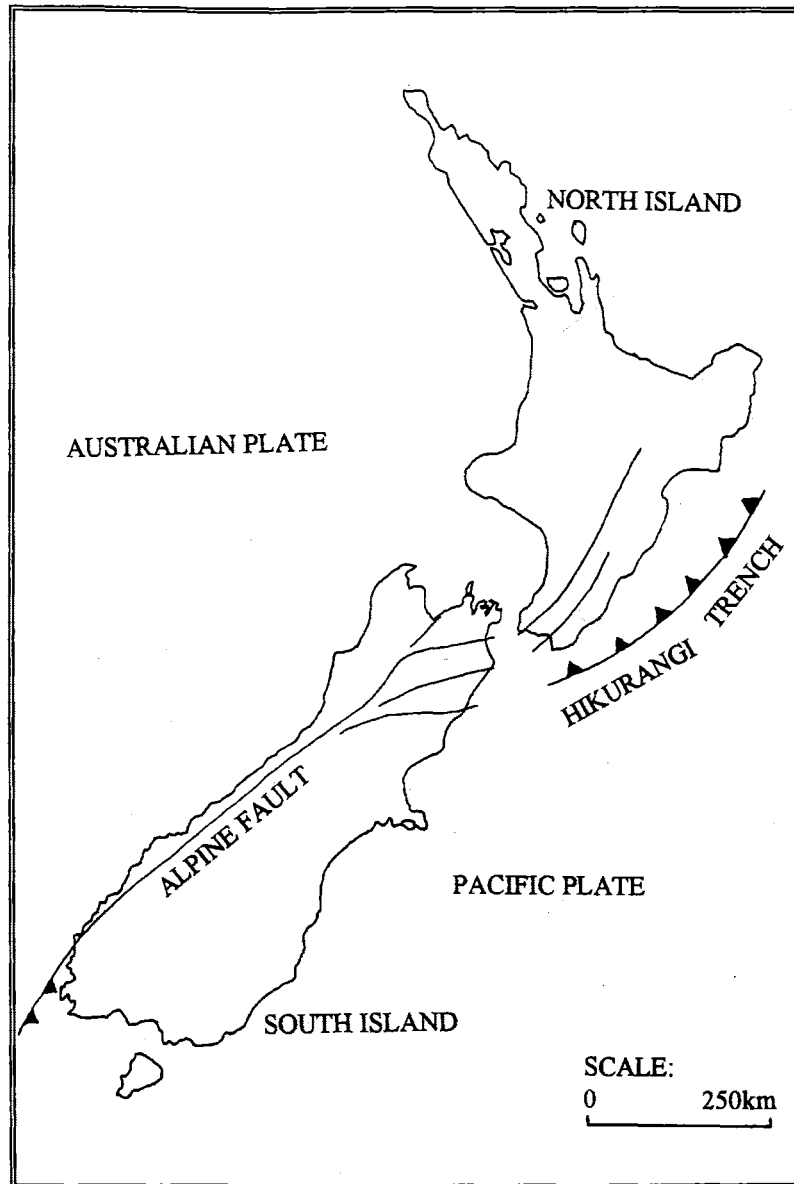 NORTH ISLAND
AUSTRALIAN PLATE
HIKURANGI TRENCH
ALPINE FAULT
PACIFIC PLATE
SOUTH ISLAND
SCALE:
0 250km